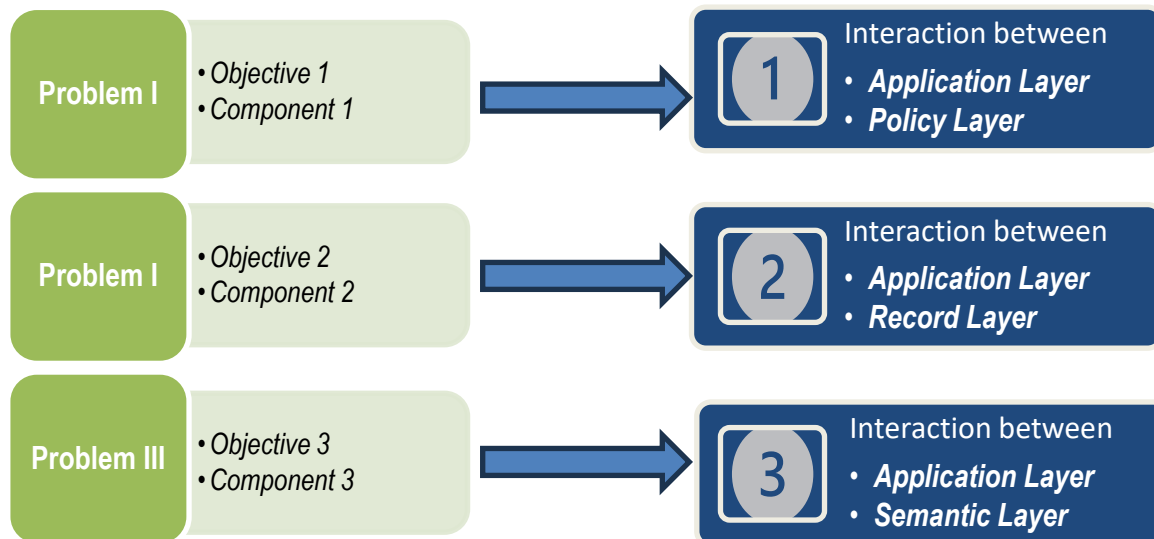 Problem I
• Objective 1
• Component 1
1
Interaction between
• Application Layer
• Policy Layer
Problem I
• Objective 2
• Component 2
2
Interaction between
• Application Layer
• Record Layer
Problem III
• Objective 3
• Component 3
3
Interaction between
• Application Layer
• Semantic Layer